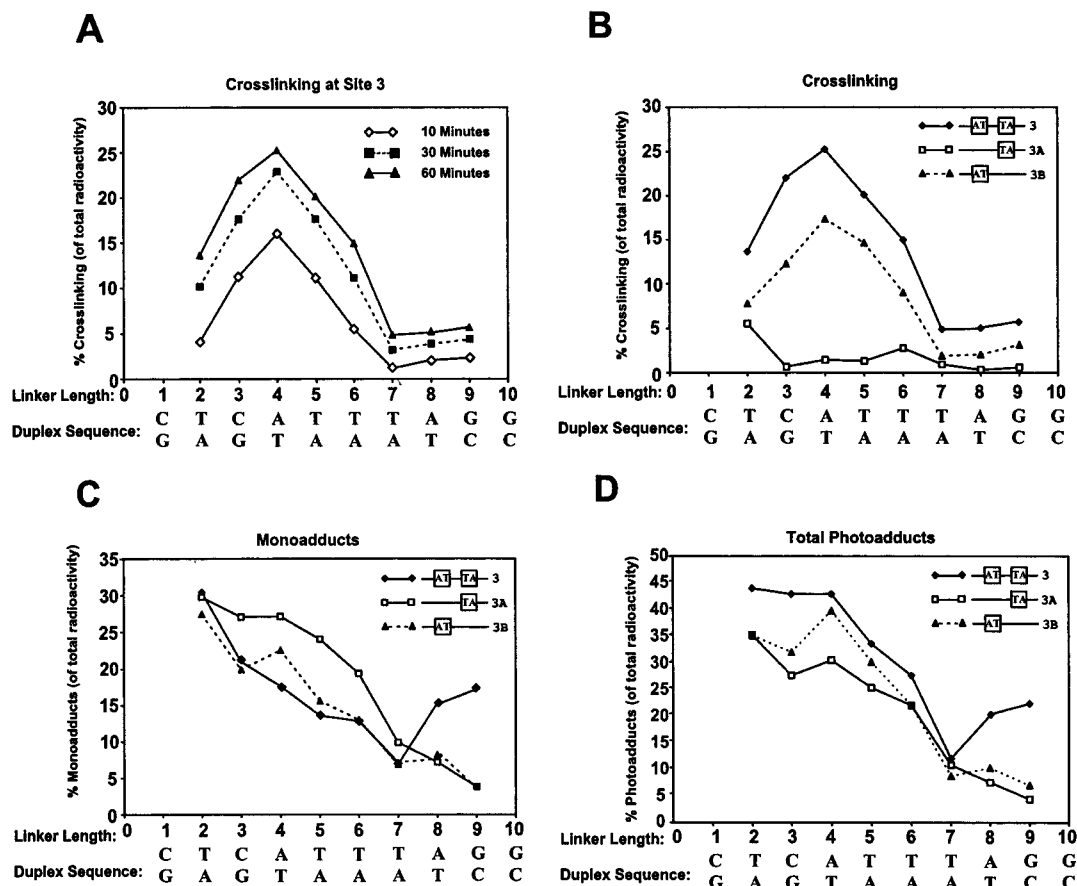 A
Crosslinking at Site 3
% Crosslinking (of total radioactivity)
30
25
20
15
10
5
0
10 Minutes
30 Minutes
60 Minutes
0 1 2 3 4 5 6 7 8 9 10
Linker Length:
C T C A T T T A G G
Duplex Sequence:
G A G T A A A T C C
B
Crosslinking
% Crosslinking (of total radioactivity)
30
25
20
15
10
5
0
AT TA 3
TA 3A
AT 3B
0 1 2 3 4 5 6 7 8 9 10
Linker Length:
C T C A T T T A G G
Duplex Sequence:
G A G T A A A T C C
C
Monoadducts
% Monoadducts (of total radioactivity)
35
30
25
20
15
10
5
0
AT TA 3
TA 3A
AT 3B
0 1 2 3 4 5 6 7 8 9 10
Linker Length:
C T C A T T T A G G
Duplex Sequence:
G A G T A A A T C C
D
Total Photoadducts
% Photoadducts (of total radioactivity)
50
45
40
35
30
25
20
15
10
5
0
AT TA 3
TA 3A
AT 3B
0 1 2 3 4 5 6 7 8 9 10
Linker Length:
C T C A T T T A G G
Duplex Sequence:
G A G T A A A T C C